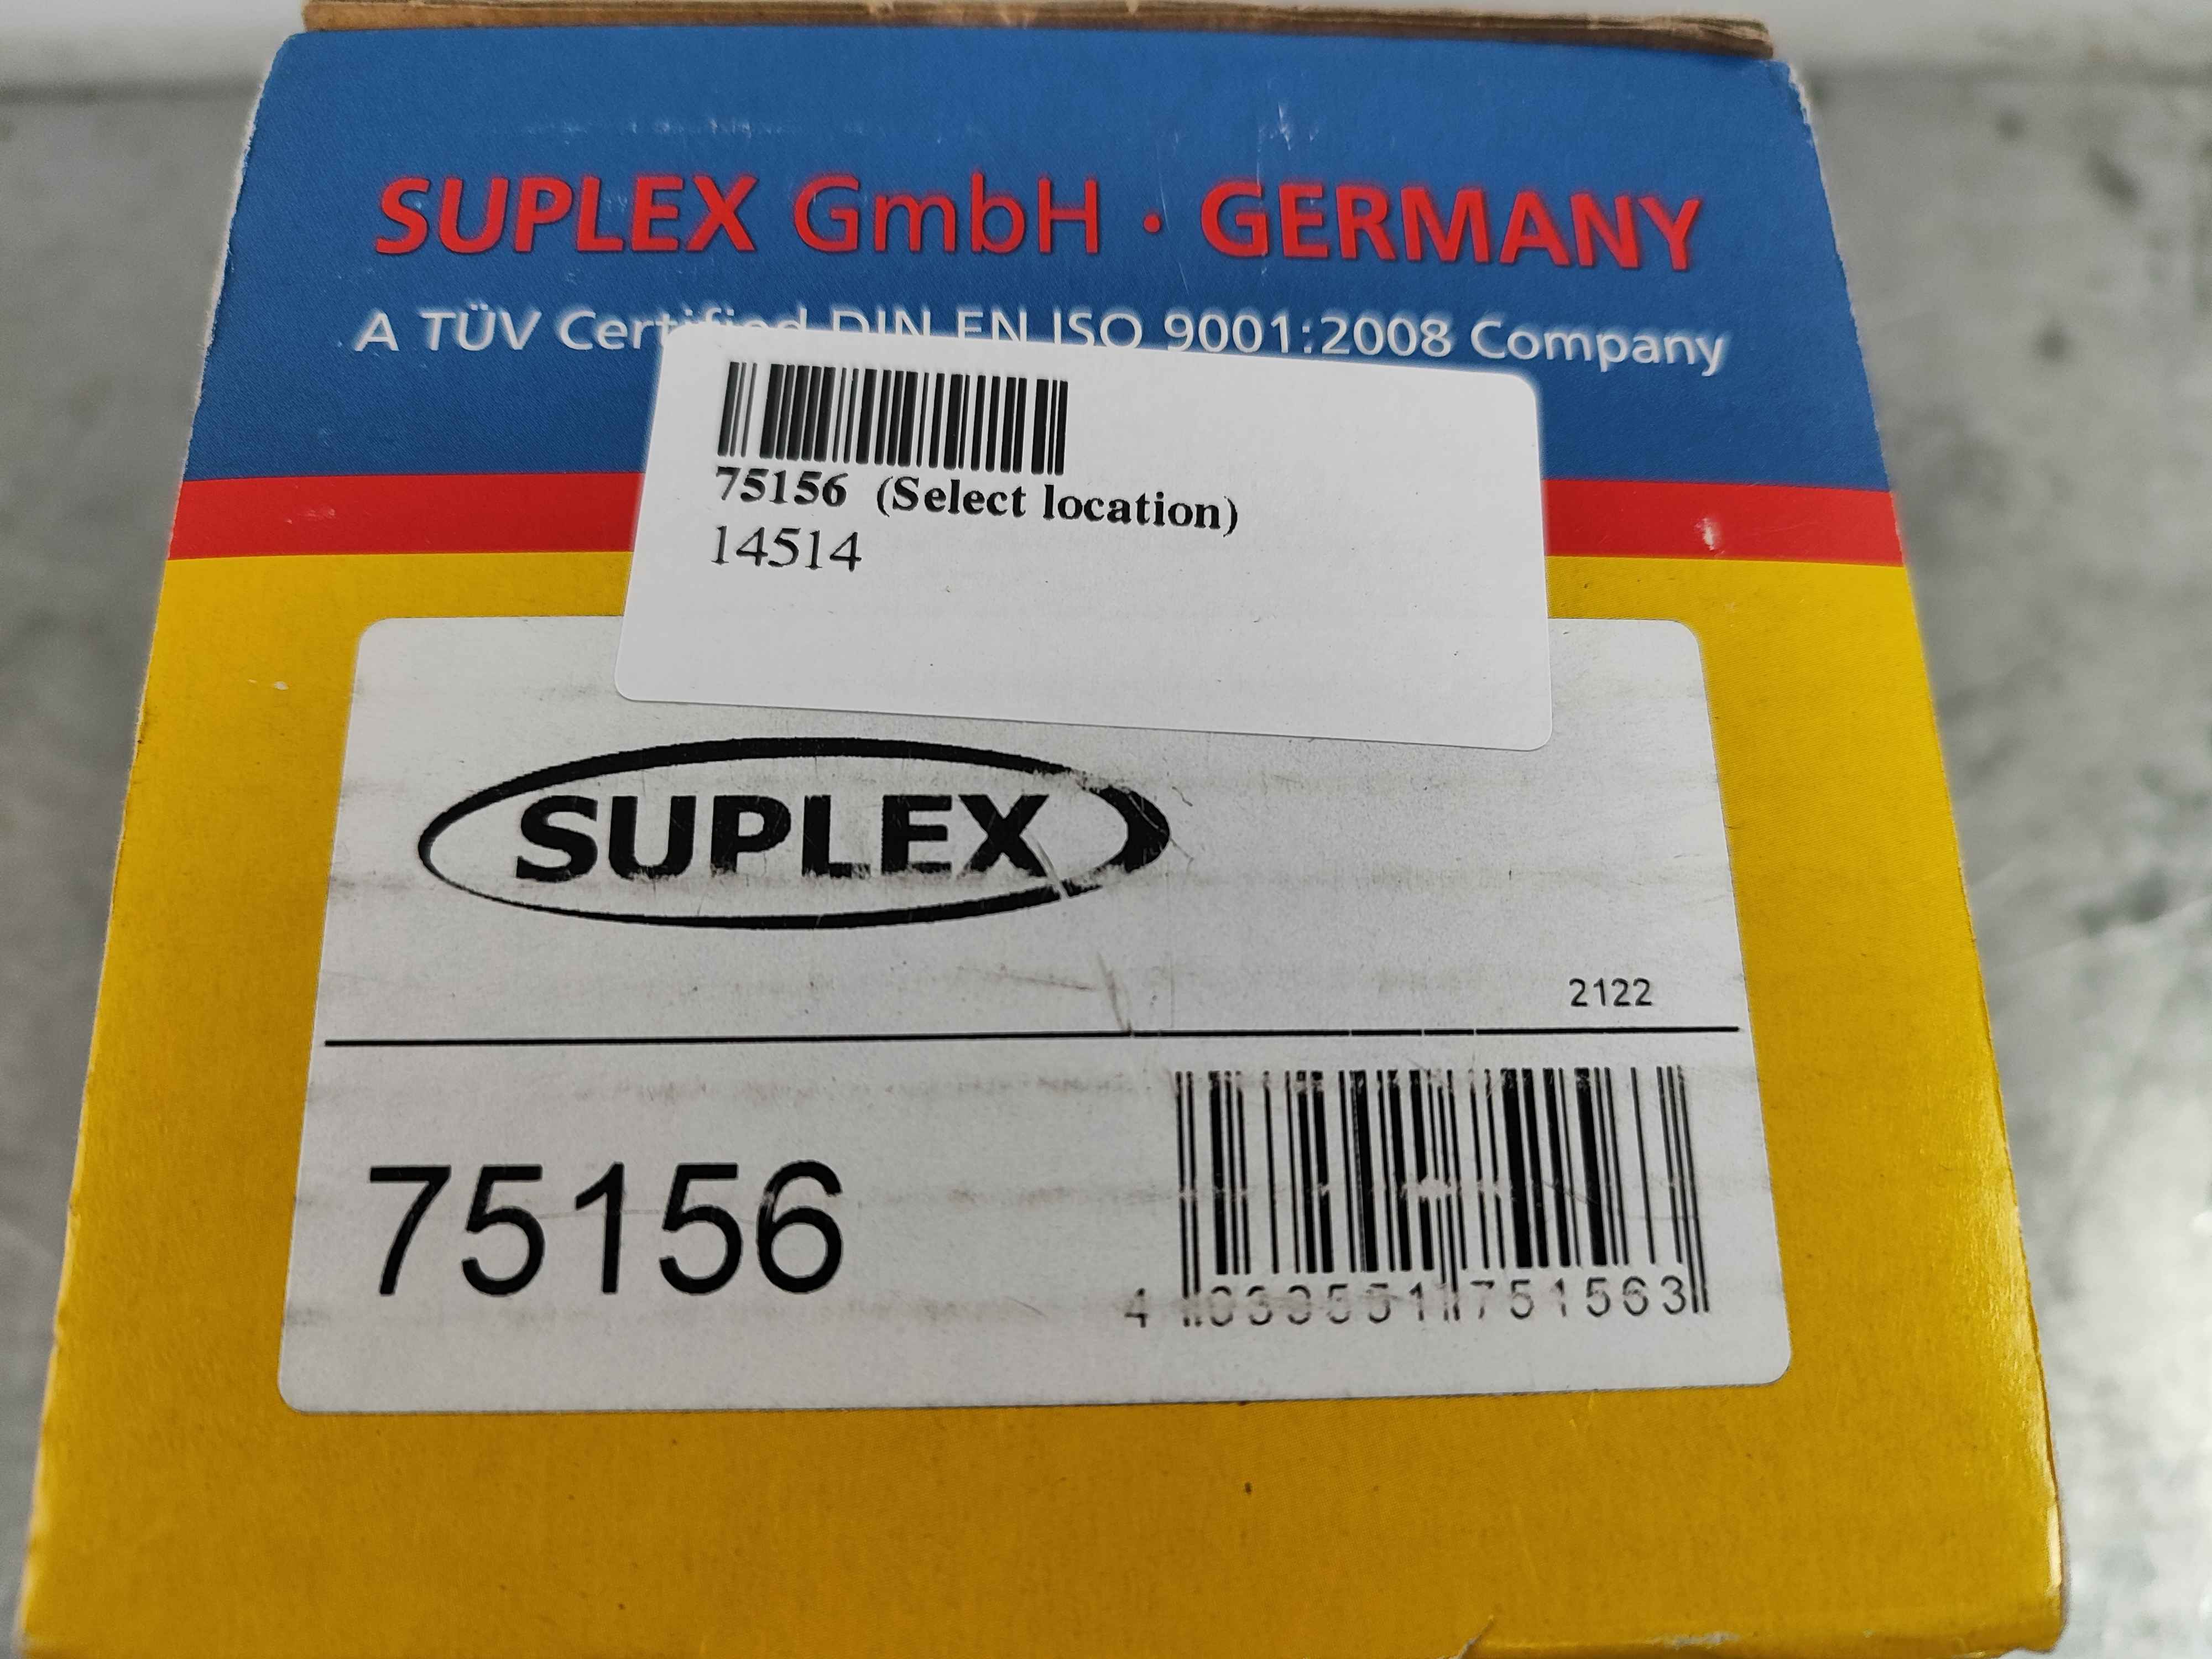 SUPLEX GmbH · GERMANY
A TÜV Certified DIN EN ISO 9001:2008 Company
75156 (Select location)
14514
SUPLEX
2122
75156
4 033551 751563